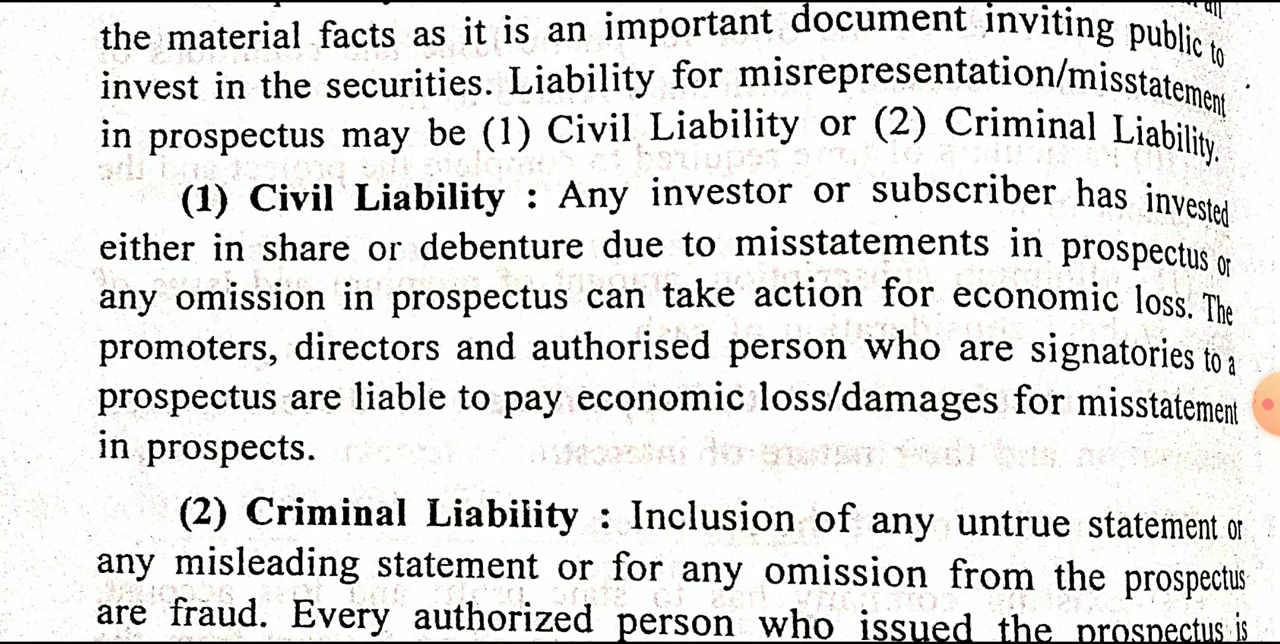 the material facts as it is an important document inviting public to
invest in the securities. Liability for misrepresentation/misstatement
in prospectus may be (1) Civil Liability or (2) Criminal Liability.
(1) Civil Liability : Any investor or subscriber has invested
either in share or debenture due to misstatements in prospectus or
any omission in prospectus can take action for economic loss. The
promoters, directors and authorised person who are signatories to a
prospectus are liable to pay economic loss/damages for misstatement
in prospects.
(2) Criminal Liability : Inclusion of any untrue statement or
any misleading statement or for any omission from the prospectus
are fraud. Every authorized person who issued the prospectus is